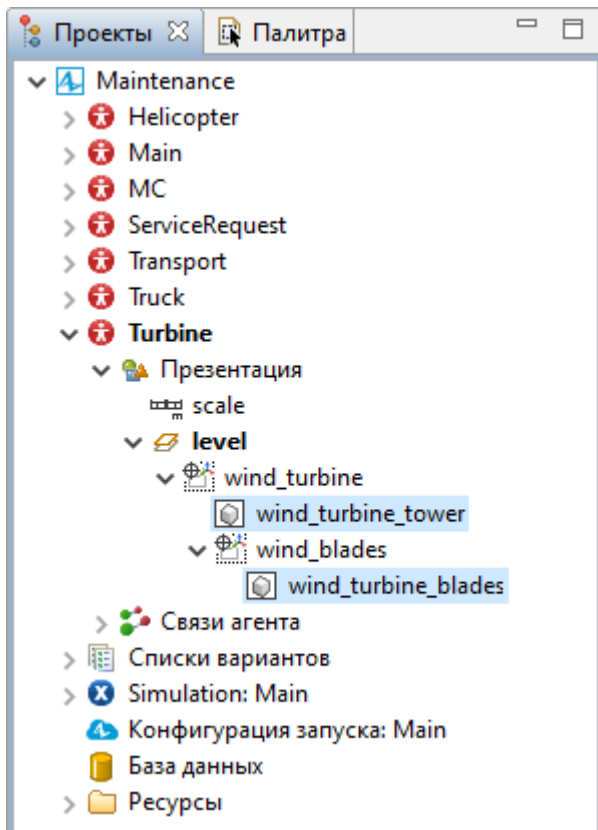 Проекты Палитра
Maintenance
Helicopter
Main
MC
ServiceRequest
Transport
Truck
Turbine
Презентация
scale
level
wind_turbine
wind_turbine_tower
wind_blades
wind_turbine_blades
Связи агента
Списки вариантов
Simulation: Main
Конфигурация запуска: Main
База данных
Ресурсы